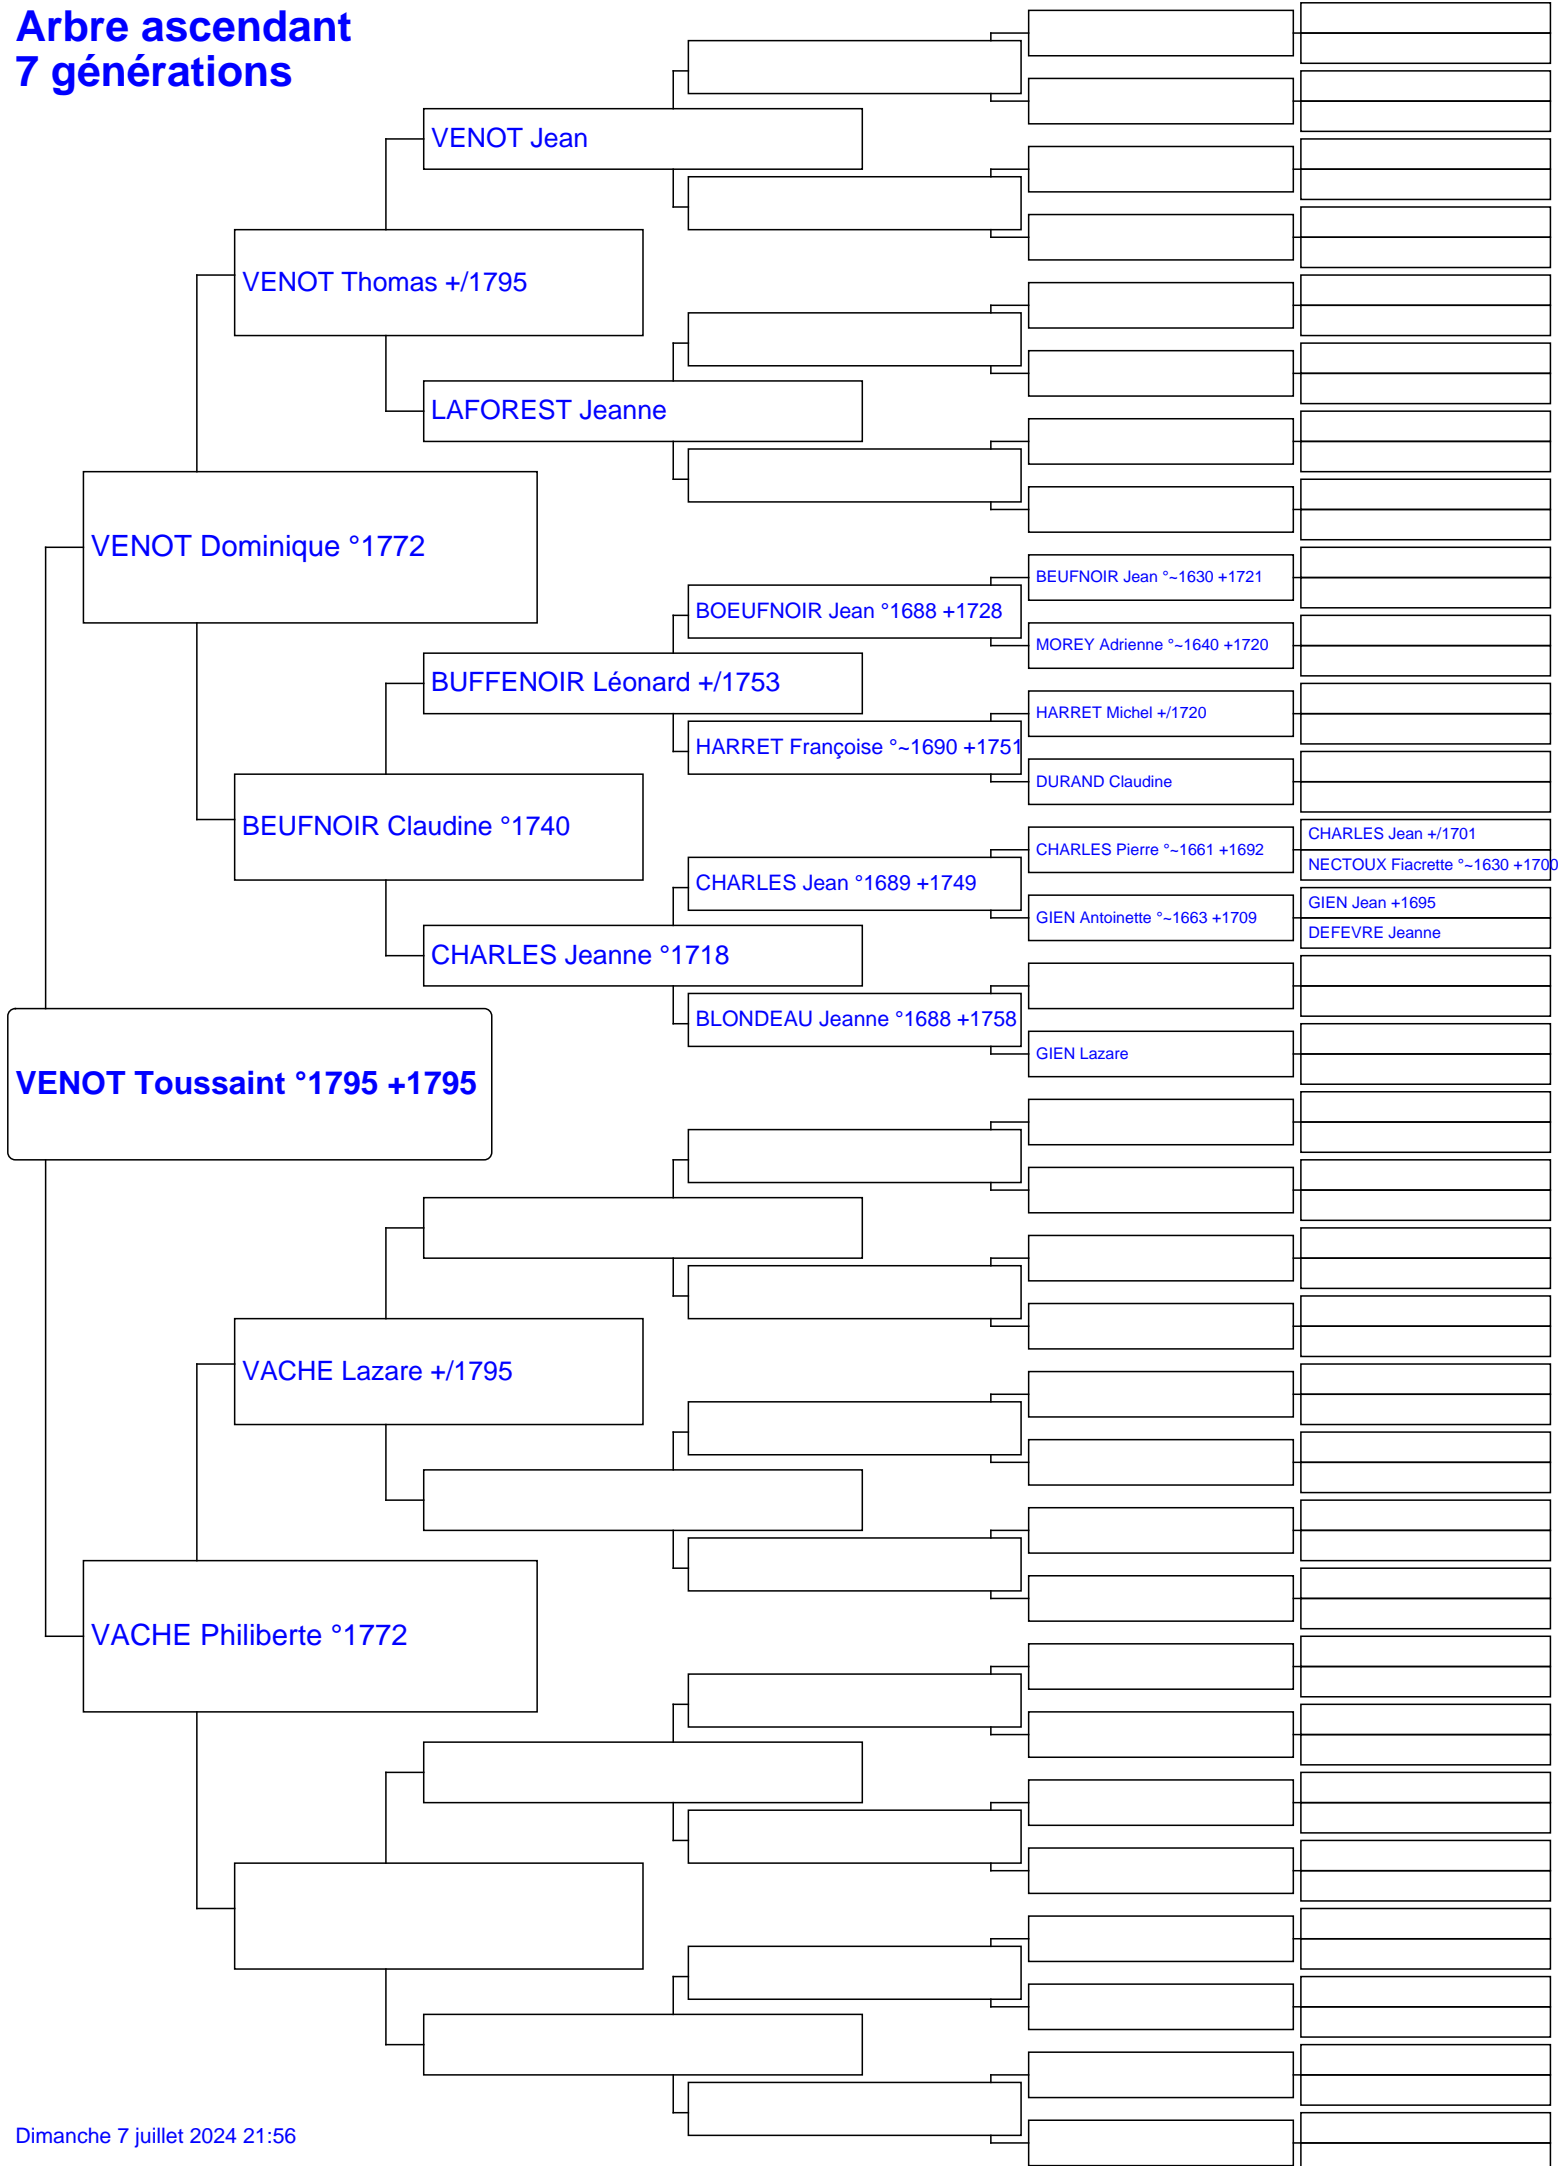 Arbre ascendant
7 générations
VENOT Jean
VENOT Thomas +/1795
LAFOREST Jeanne
VENOT Dominique °1772
BEUFNOIR Jean °~1630 +1721
BOEUFNOIR Jean °1688 +1728
MOREY Adrienne °~1640 +1720
BUFFENOIR Léonard +/1753
HARRET Michel +/1720
HARRET Françoise °~1690 +1751
DURAND Claudine
BEUFNOIR Claudine °1740
CHARLES Jean +/1701
CHARLES Pierre °~1661 +1692
NECTOUX Fiacrette °~1630 +1700
CHARLES Jean °1689 +1749
GIEN Jean +1695
GIEN Antoinette °~1663 +1709
DEFEVRE Jeanne
CHARLES Jeanne °1718
BLONDEAU Jeanne °1688 +1758
GIEN Lazare
VENOT Toussaint °1795 +1795
VACHE Lazare +/1795
VACHE Philiberte °1772
Dimanche 7 juillet 2024 21:56